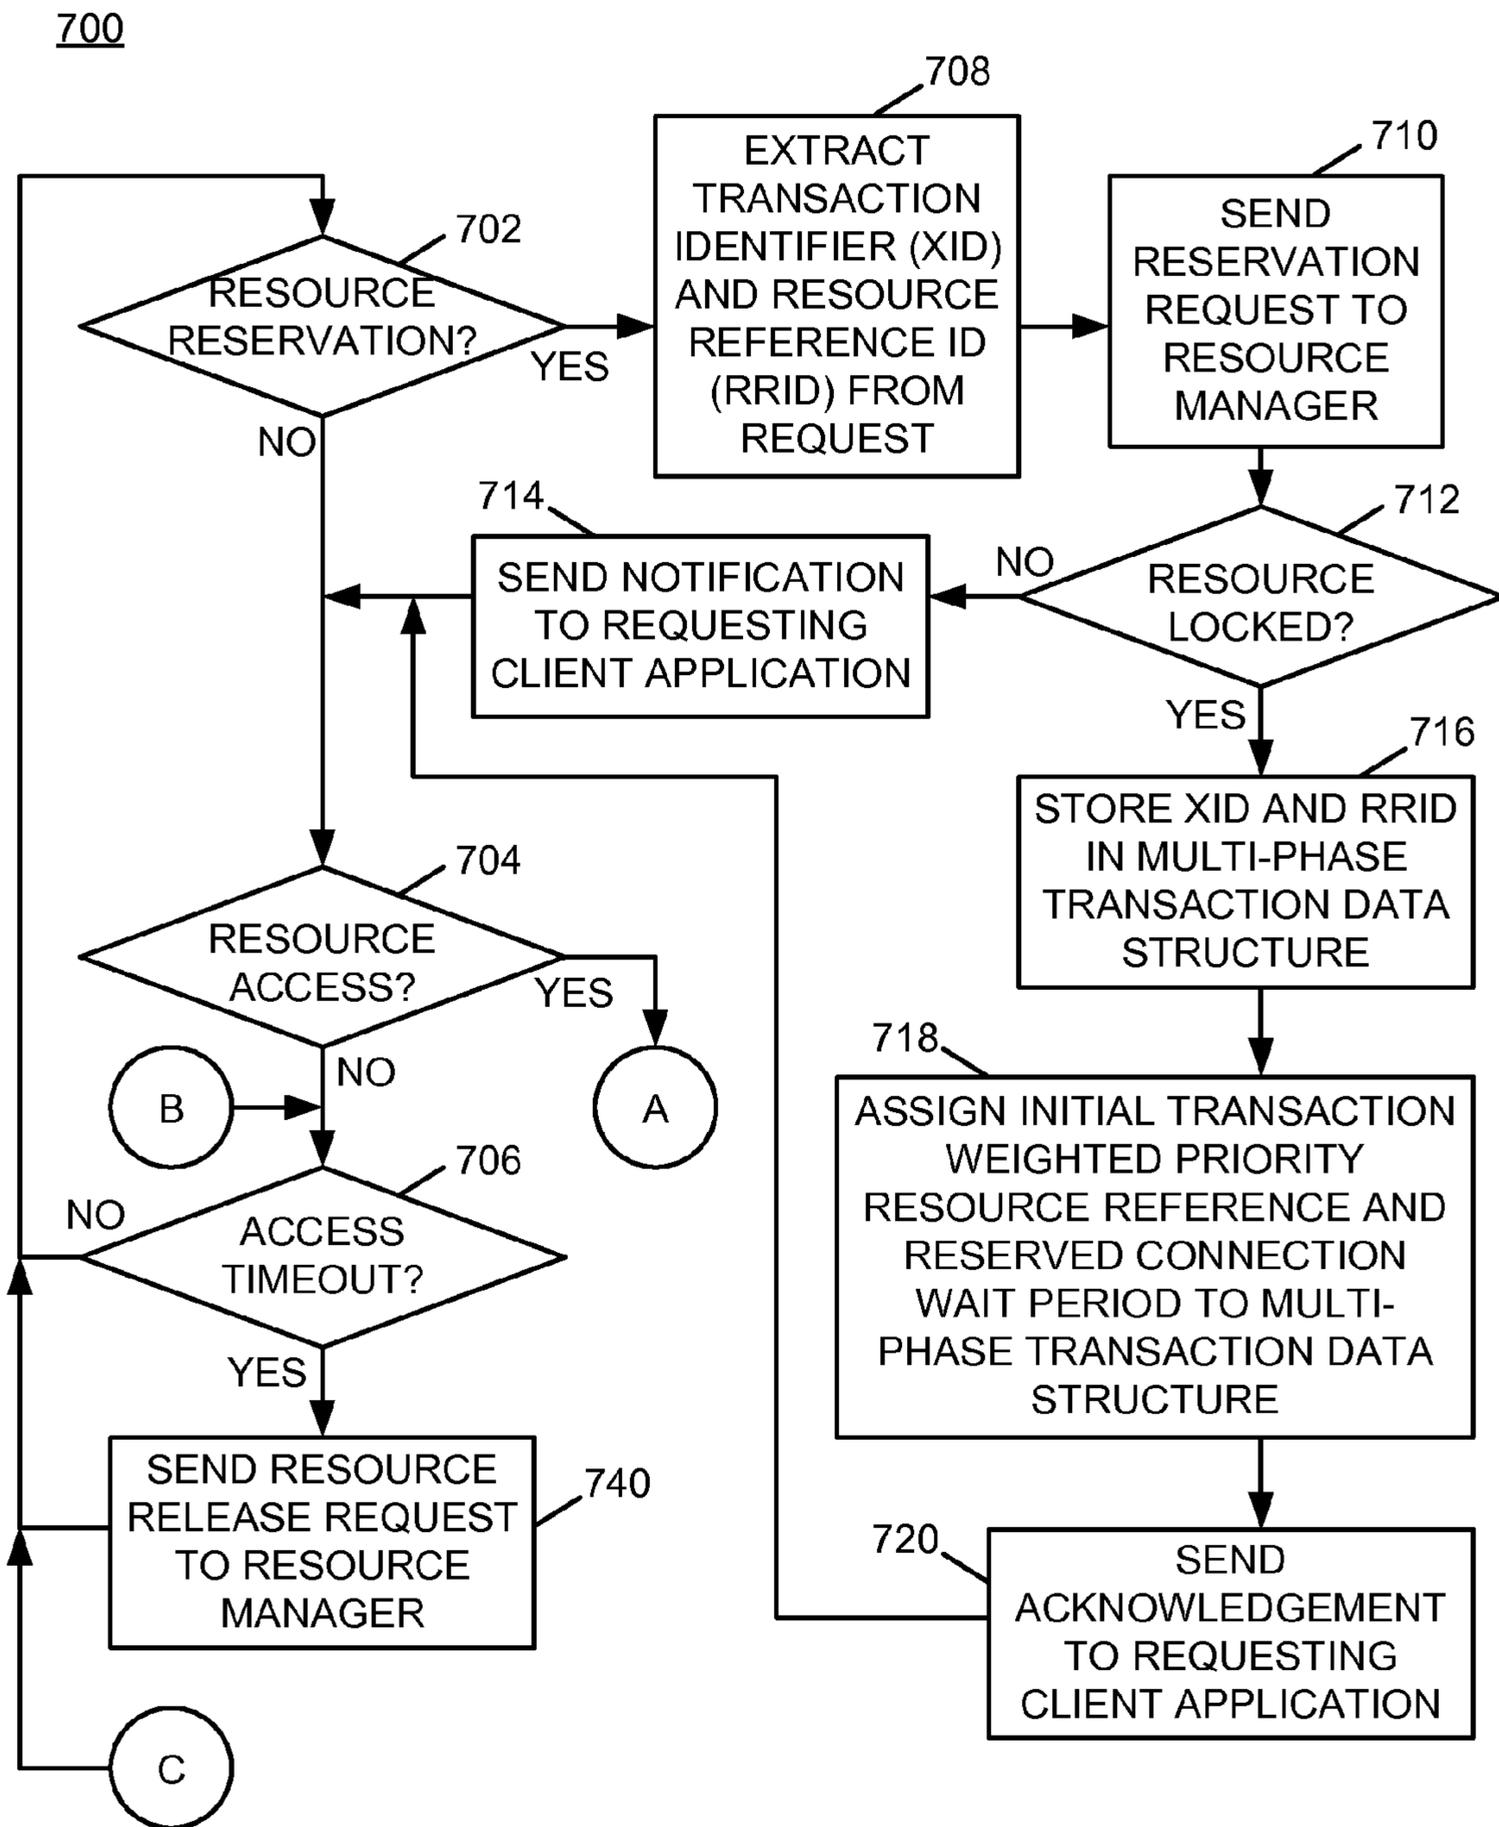 700
708
EXTRACT
TRANSACTION
IDENTIFIER (XID)
AND RESOURCE
REFERENCE ID
(RRID) FROM
REQUEST
710
SEND
RESERVATION
REQUEST TO
RESOURCE
MANAGER
702
RESOURCE
RESERVATION?
YES
NO
714
SEND NOTIFICATION
TO REQUESTING
CLIENT APPLICATION
712
NO
RESOURCE
LOCKED?
YES
716
STORE XID AND RRID
IN MULTI-PHASE
TRANSACTION DATA
STRUCTURE
704
RESOURCE
ACCESS?
YES
NO
B
A
718
ASSIGN INITIAL TRANSACTION
WEIGHTED PRIORITY
RESOURCE REFERENCE AND
RESERVED CONNECTION
WAIT PERIOD TO MULTI-
PHASE TRANSACTION DATA
STRUCTURE
706
NO
ACCESS
TIMEOUT?
YES
SEND RESOURCE
RELEASE REQUEST
TO RESOURCE
MANAGER
740
720
SEND
ACKNOWLEDGEMENT
TO REQUESTING
CLIENT APPLICATION
C